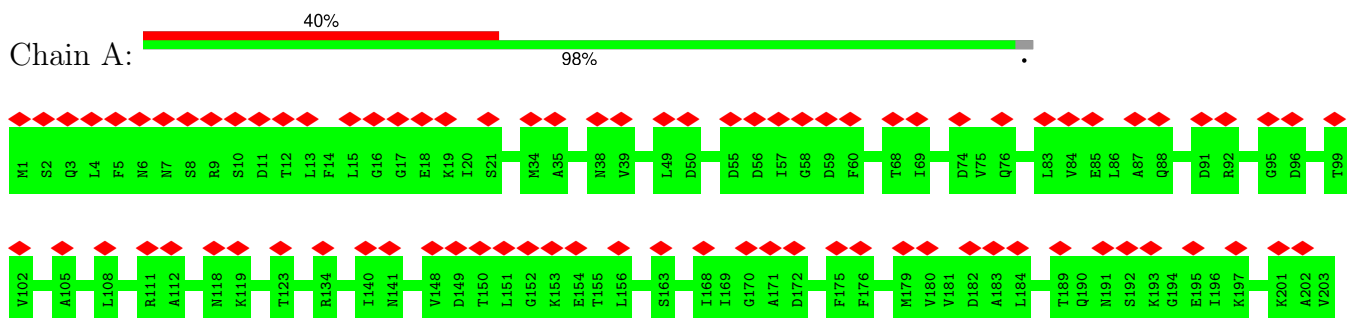 40%
Chain A:
98%
•
M1 S2 Q3 L4 F5 N6 N7 S8 R9 S10 D11 T12 L13 F14 L15 G16 G17 E18 K19 I20 S21 M34 A35 N38 V39 L49 D50 D55 D56 I57 G58 D59 F60 T68 I69 D74 V75 Q76 L83 V84 E85 L86 A87 Q88 D91 R92 G95 D96 T99
V102 A105 L108 R111 A112 N118 K119 T123 R134 I140 N141 V148 D149 T150 L151 G152 K153 E154 T155 L156 S163 I168 I169 G170 A171 D172 F175 F176 M179 V180 V181 D182 A183 L184 T189 Q190 N191 S192 K193 G194 E195 I196 K197 K201 A202 V203